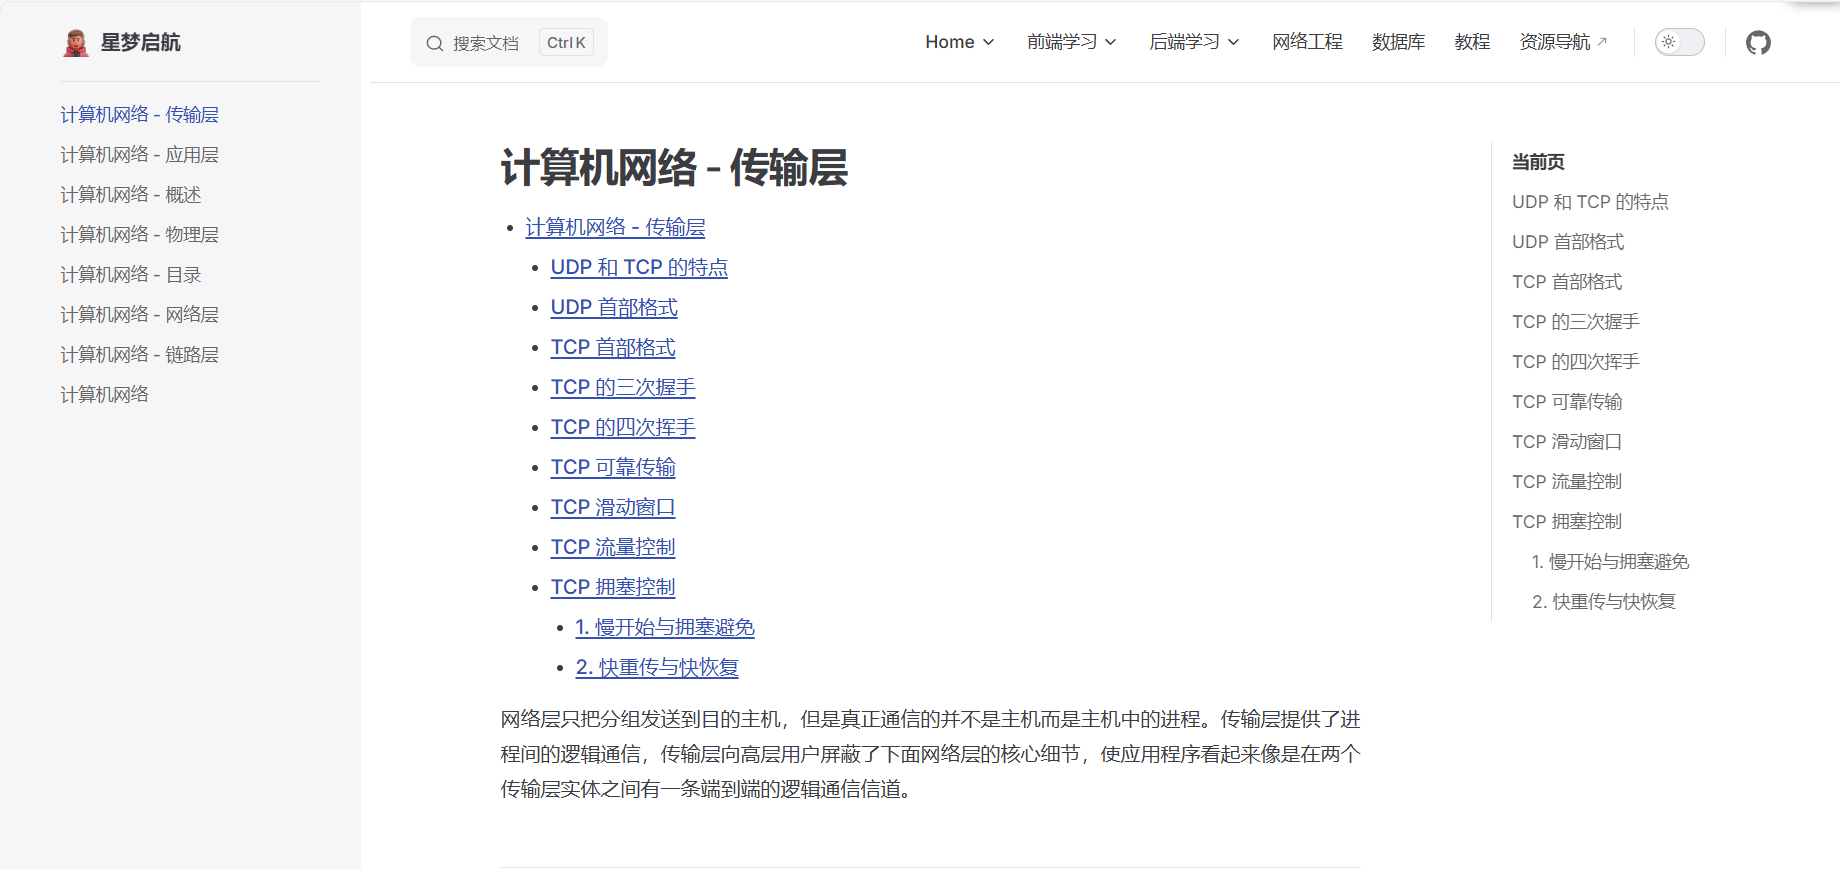 星梦启航
搜索文档 Ctrl K
Home 前端学习 后端学习 网络工程 数据库 教程 资源导航
计算机网络 - 传输层
计算机网络 - 应用层
计算机网络 - 概述
计算机网络 - 物理层
计算机网络 - 目录
计算机网络 - 网络层
计算机网络 - 链路层
计算机网络
计算机网络 - 传输层
计算机网络 - 传输层
UDP 和 TCP 的特点
UDP 首部格式
TCP 首部格式
TCP 的三次握手
TCP 的四次挥手
TCP 可靠传输
TCP 滑动窗口
TCP 流量控制
TCP 拥塞控制
1. 慢开始与拥塞避免
2. 快重传与快恢复
网络层只把分组发送到目的主机，但是真正通信的并不是主机而是主机中的进程。传输层提供了进
程间的逻辑通信，传输层向高层用户屏蔽了下面网络层的核心细节，使应用程序看起来像是在两个
传输层实体之间有一条端到端的逻辑通信信道。
当前页
UDP 和 TCP 的特点
UDP 首部格式
TCP 首部格式
TCP 的三次握手
TCP 的四次挥手
TCP 可靠传输
TCP 滑动窗口
TCP 流量控制
TCP 拥塞控制
1. 慢开始与拥塞避免
2. 快重传与快恢复